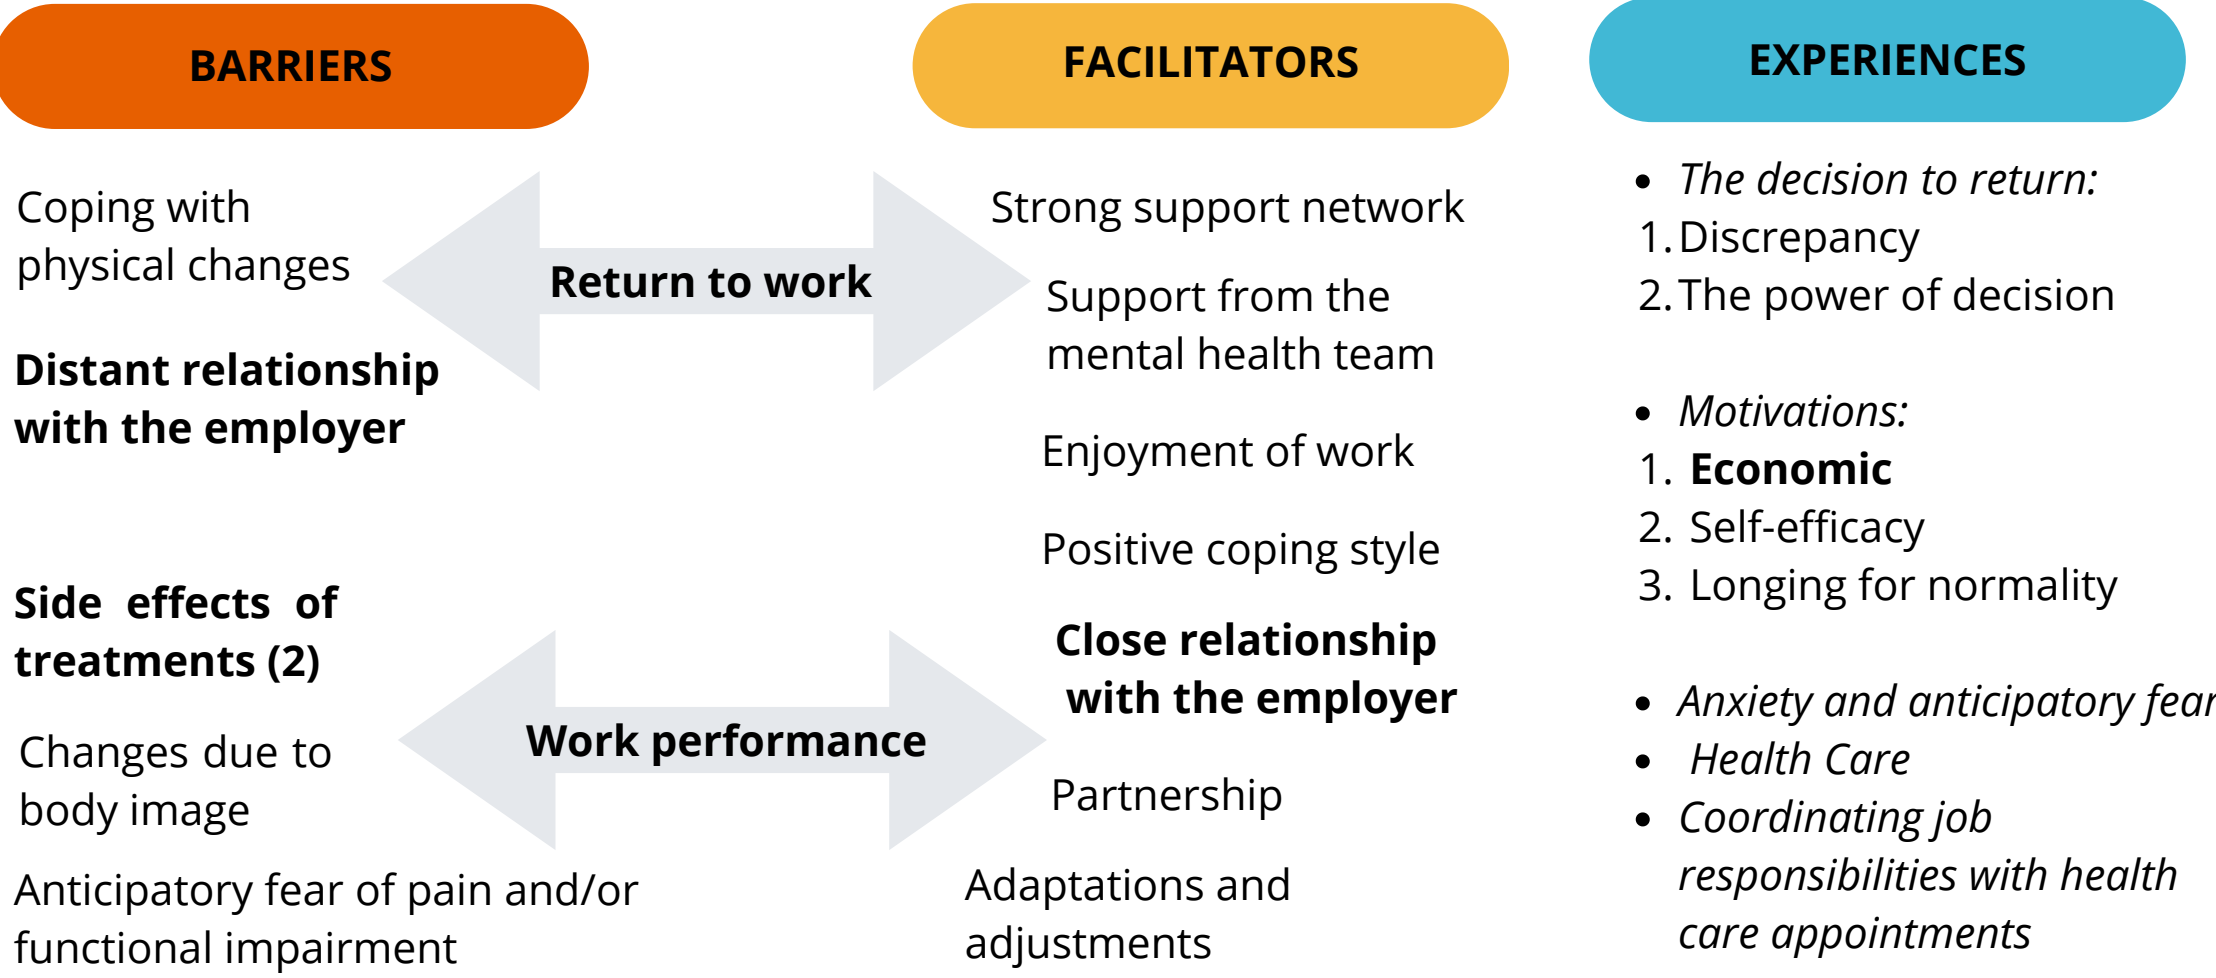 BARRIERS
Coping with
physical changes
Distant relationship
with the employer
Side effects of
treatments (2)
Changes due to
body image
Anticipatory fear of pain and/or
functional impairment
Return to work
Work performance
FACILITATORS
Strong support network
Support from the
mental health team
Enjoyment of work
Positive coping style
Close relationship
with the employer
Partnership
Adaptations and
adjustments
EXPERIENCES
• The decision to return:
1. Discrepancy
2. The power of decision
• Motivations:
1. Economic
2. Self-efficacy
3. Longing for normality
• Anxiety and anticipatory fear
• Health Care
• Coordinating job
responsibilities with health
care appointments